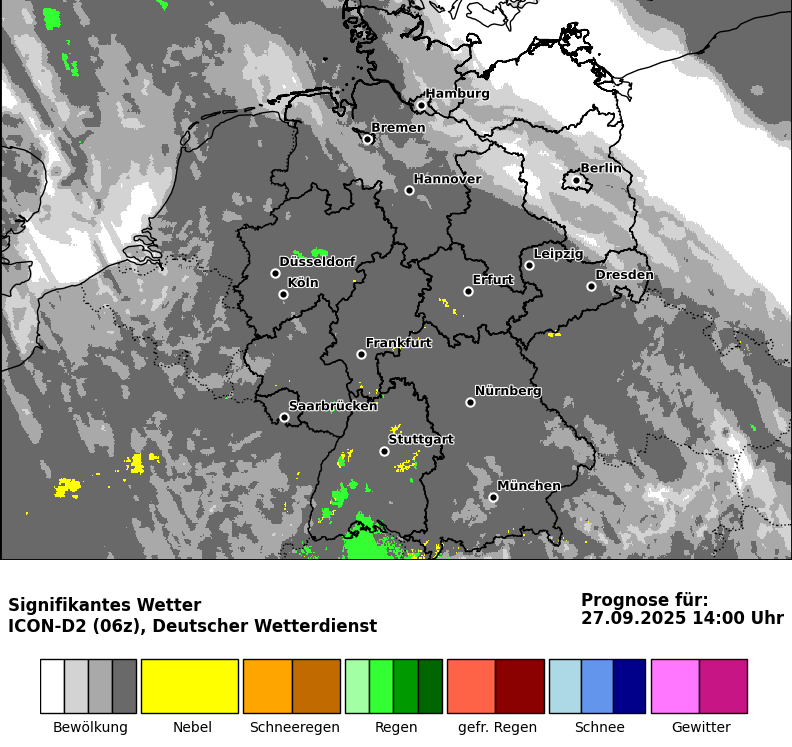 Hamburg
Bremen
Berlin
Hannover
Düsseldorf
Leipzig
Köln
Erfurt
Dresden
Frankfurt
Nürnberg
Saarbrücken
Stuttgart
München
Signifikantes Wetter
ICON-D2 (06z), Deutscher Wetterdienst
Prognose für:
27.09.2025 14:00 Uhr
Bewölkung Nebel Schneeregen Regen gefr. Regen Schnee Gewitter